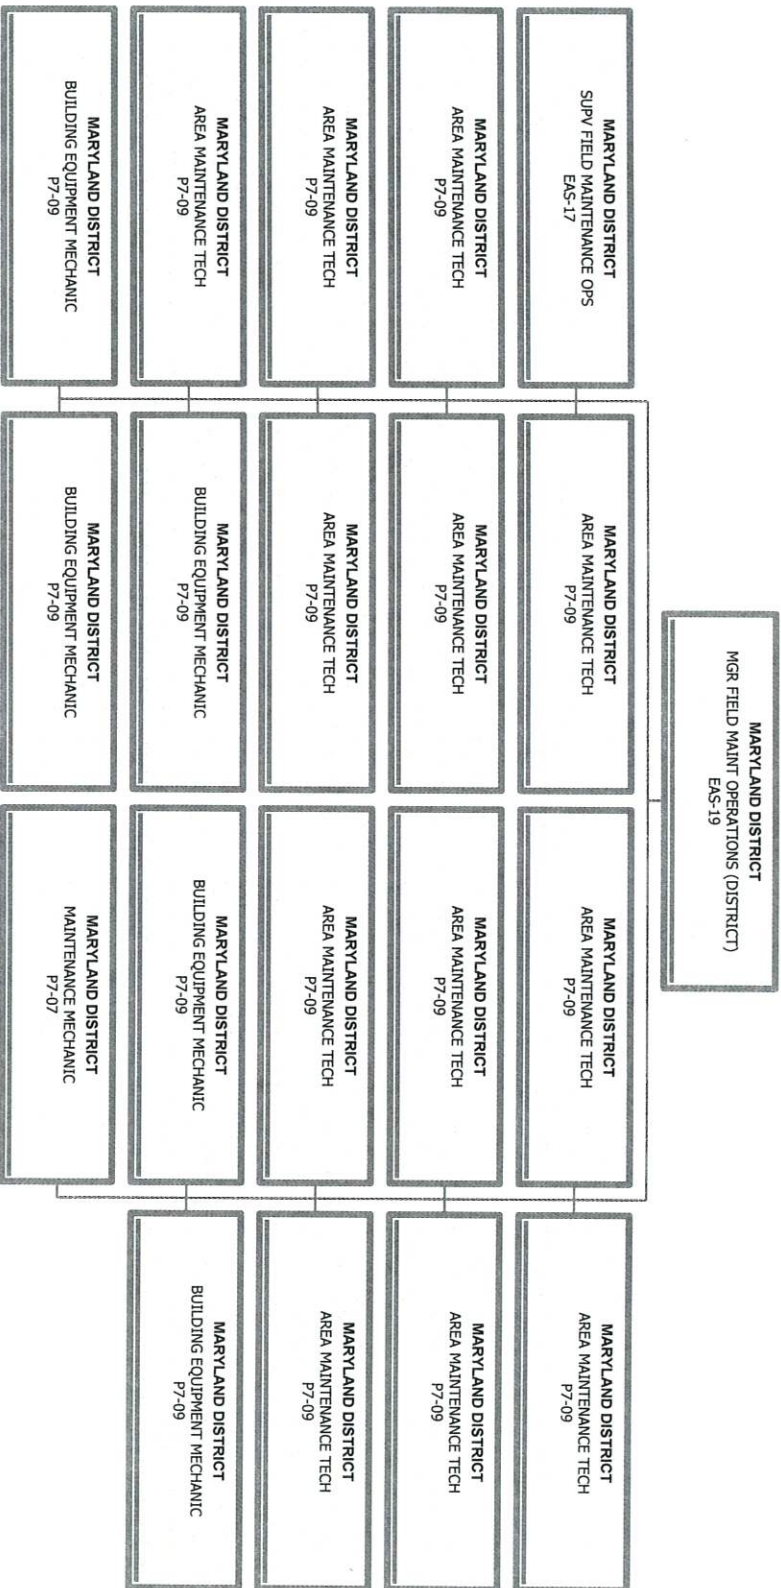 MARYLAND DISTRICT
MGR FIELD MAINT OPERATIONS (DISTRICT)
EAS-19
MARYLAND DISTRICT
SUPV FIELD MAINTENANCE OPS
EAS-17
MARYLAND DISTRICT
AREA MAINTENANCE TECH
P7-09
MARYLAND DISTRICT
AREA MAINTENANCE TECH
P7-09
MARYLAND DISTRICT
AREA MAINTENANCE TECH
P7-09
MARYLAND DISTRICT
AREA MAINTENANCE TECH
P7-09
MARYLAND DISTRICT
AREA MAINTENANCE TECH
P7-09
MARYLAND DISTRICT
AREA MAINTENANCE TECH
P7-09
MARYLAND DISTRICT
AREA MAINTENANCE TECH
P7-09
MARYLAND DISTRICT
AREA MAINTENANCE TECH
P7-09
MARYLAND DISTRICT
AREA MAINTENANCE TECH
P7-09
MARYLAND DISTRICT
AREA MAINTENANCE TECH
P7-09
MARYLAND DISTRICT
AREA MAINTENANCE TECH
P7-09
MARYLAND DISTRICT
AREA MAINTENANCE TECH
P7-09
MARYLAND DISTRICT
BUILDING EQUIPMENT MECHANIC
P7-09
MARYLAND DISTRICT
BUILDING EQUIPMENT MECHANIC
P7-09
MARYLAND DISTRICT
BUILDING EQUIPMENT MECHANIC
P7-09
MARYLAND DISTRICT
BUILDING EQUIPMENT MECHANIC
P7-09
MARYLAND DISTRICT
BUILDING EQUIPMENT MECHANIC
P7-09
MARYLAND DISTRICT
MAINTENANCE MECHANIC
P7-07